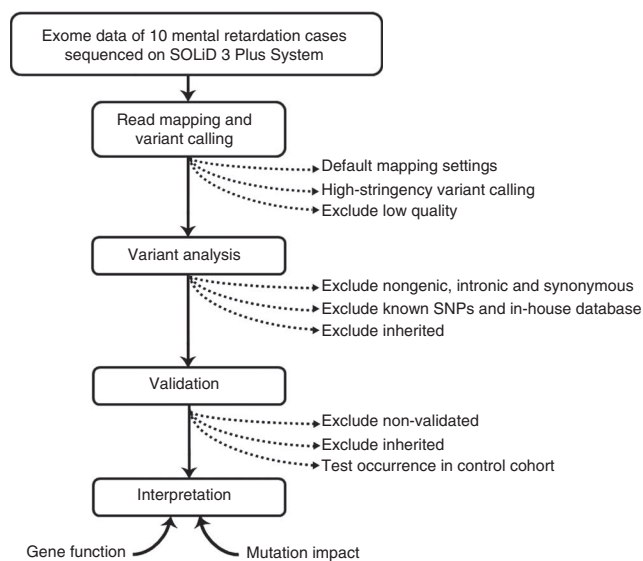 Exome data of 10 mental retardation cases
sequenced on SOLiD 3 Plus System
Read mapping and
variant calling
Default mapping settings
High-stringency variant calling
Exclude low quality
Variant analysis
Exclude nongenic, intronic and synonymous
Exclude known SNPs and in-house database
Exclude inherited
Validation
Exclude non-validated
Exclude inherited
Test occurrence in control cohort
Interpretation
Gene function
Mutation impact